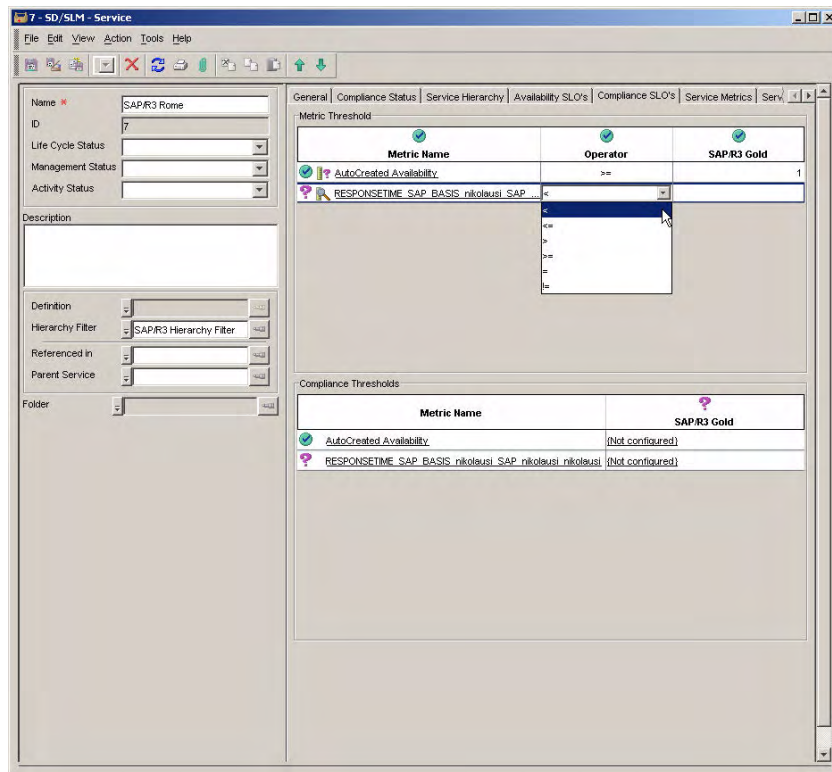 7 - SD/SLM - Service
File Edit View Action Tools Help
Name
SAP/R3 Rome
ID
7
Life Cycle Status
Management Status
Activity Status
Description
Definition
Hierarchy Filter
SAP/R3 Hierarchy Filter
Referenced in
Parent Service
Folder
General Compliance Status Service Hierarchy Availability SLO's Compliance SLO's Service Metrics Serv
Metric Threshold
Metric Name Operator SAP/R3 Gold
AutoCreated Availability >= 1
RESPONSETIME_SAP_BASIS_nikolausi_SAP_... <
<
<=
>
>=
=
!=
Compliance Thresholds
Metric Name SAP/R3 Gold
AutoCreated Availability {Not configured}
RESPONSETIME_SAP_BASIS_nikolausi_SAP_nikolausi_nikolausi {Not configured}